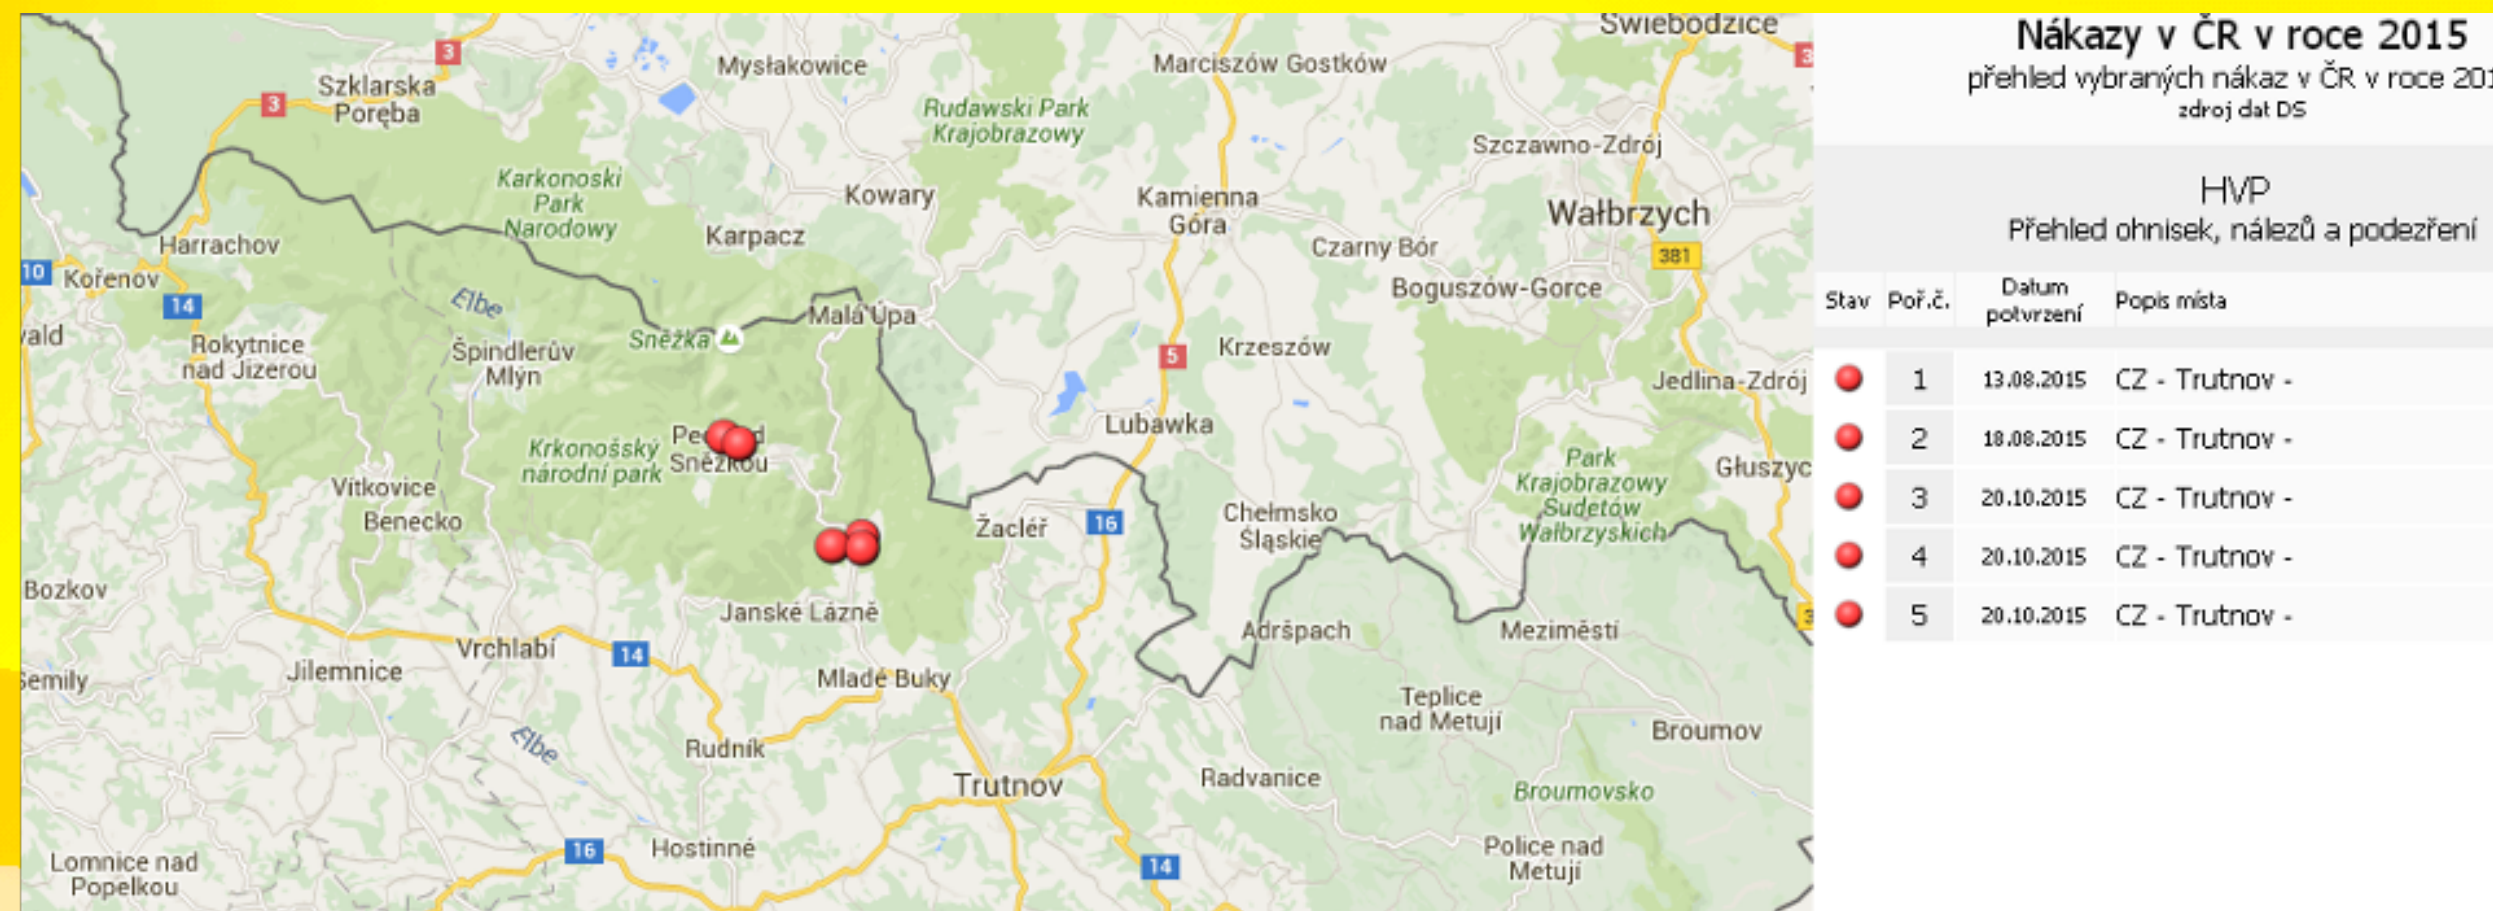 Świebodzice
3
Mysłakowice
Marciszów Gostków
Szklarska
Poręba
3
Rudawski Park
Krajobrazowy
Szczawno-Zdrój
Karkonoski
Park
Narodowy
Kowary
Kamienna
Góra
Wałbrzych
Harrachov
Karpacz
Czarny Bór
381
10
Kořenov
Boguszów-Gorce
14
Elbe
Malá Úpa
Rokytnice
nad Jizerou
Špindlerův
Mlýn
Sněžka
5
Krzeszów
Jedlina-Zdrój
Lubawka
Krkonošský
národní park
Sněžkou
Park
Krajobrazowy
Sudetów
Wałbrzyskich
Głuszyc
Vítkovice
Benecko
Žacléř
16
Chełmsko
Śląskie
Bozkov
Janské Lázně
Adršpach
Meziměstí
Vrchlabí
14
Jilemnice
Semily
Mladé Buky
Teplice
nad Metují
Broumov
Elbe
Rudník
Trutnov
Radvanice
Broumovsko
16
Hostinné
14
Police nad
Metují
Lomnice nad
Popelkou
Nákazy v ČR v roce 2015
přehled vybraných nákaz v ČR v roce 201
zdroj dat DS
HVP
Přehled ohnisek, nálezů a podezření
Stav Poř.č. Datum potvrzení Popis místa
1 13.08.2015 CZ - Trutnov -
2 18.08.2015 CZ - Trutnov -
3 20.10.2015 CZ - Trutnov -
4 20.10.2015 CZ - Trutnov -
5 20.10.2015 CZ - Trutnov -